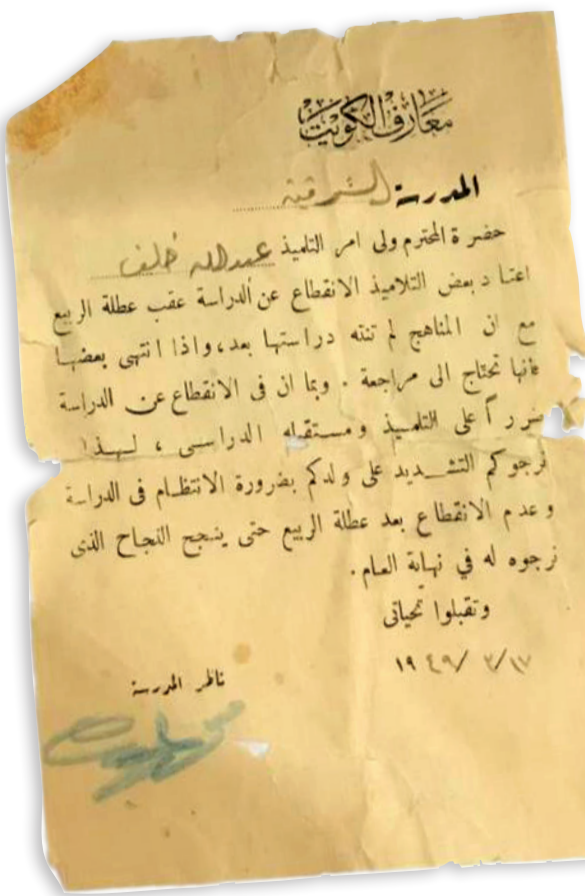 معارف الكويت
المدرسة الشرقية
حضرة المحترم ولى امر التلميذ عبدالله خلف
اعتاد بعض التلاميذ الانقطاع عن الدراسة عقب عطلة الربيع
مع ان المناهج لم تنته دراستها بعد، واذا انتهى بعضها
فانها تحتاج الى مراجعة . وبما ان فى الانقطاع عن الدراسة
ضرراً على التلميذ ومستقبله الدراسى ، لهذا
نرجوكم التشديد على ولدكم بضرورة الانتظام فى الدراسة
وعدم الانقطاع بعد عطلة الربيع حتى ينجح النجاح الذى
نرجوه له في نهاية العام .
وتقبلوا تحياتى
١٧/٣/١٩٤٩
ناظر المدرسة